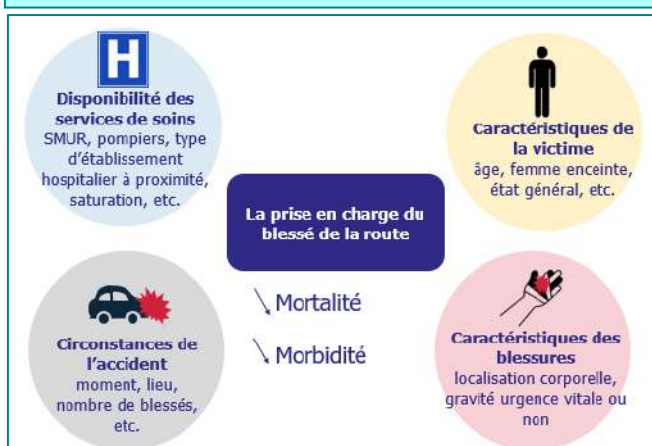 H
Disponibilité des
services de soins
SMUR, pompiers, type
d'établissement
hospitalier à proximité,
saturation, etc.
Caractéristiques de
la victime
âge, femme enceinte,
état général, etc.
La prise en charge du
blessé de la route
Mortalité
Morbidité
Circonstances de
l'accident
moment, lieu,
nombre de blessés,
etc.
Caractéristiques des
blessures
localisation corporelle,
gravité urgence vitale ou
non